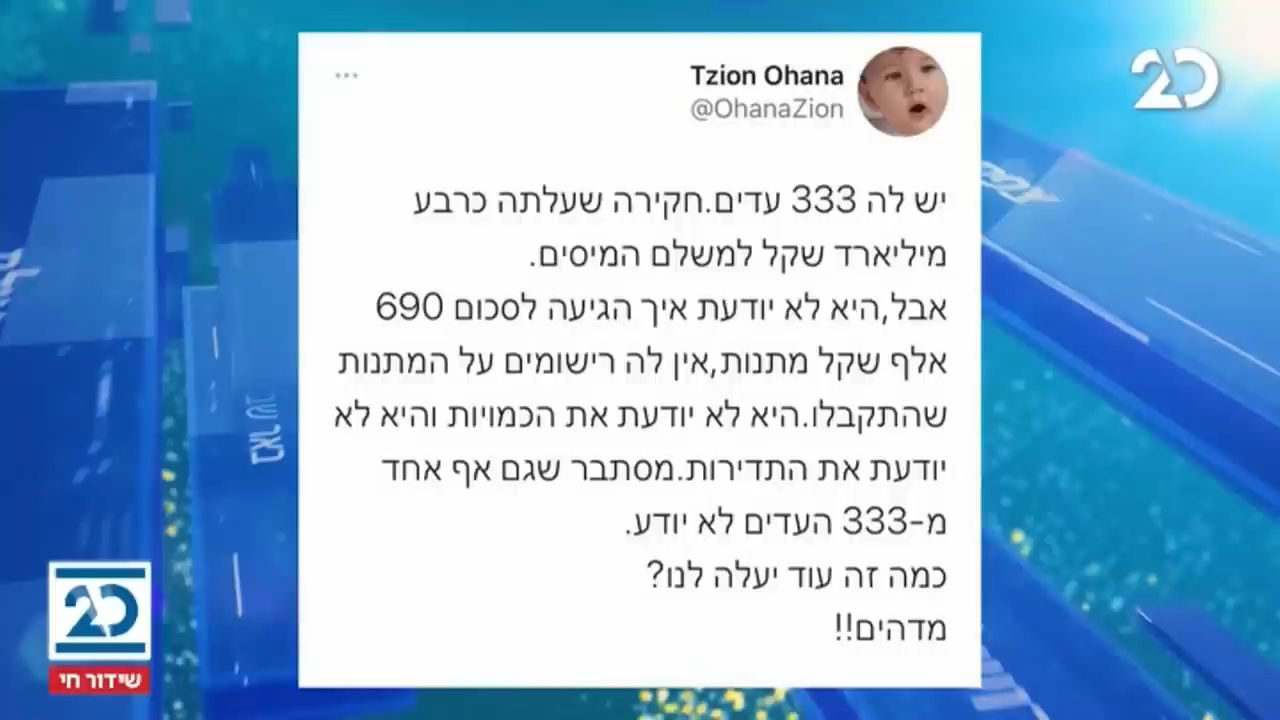 20
Tzion Ohana
@OhanaZion
יש לה 333 עדים.חקירה שעלתה כרבע
מיליארד שקל למשלם המיסים.
אבל,היא לא יודעת איך הגיעה לסכום 690
אלף שקל מתנות,אין לה רישומים על המתנות
שהתקבלו.היא לא יודעת את הכמויות והיא לא
יודעת את התדירות.מסתבר שגם אף אחד
מ-333 העדים לא יודע.
כמה זה עוד יעלה לנו?
מדהים!!
20
שידור חי